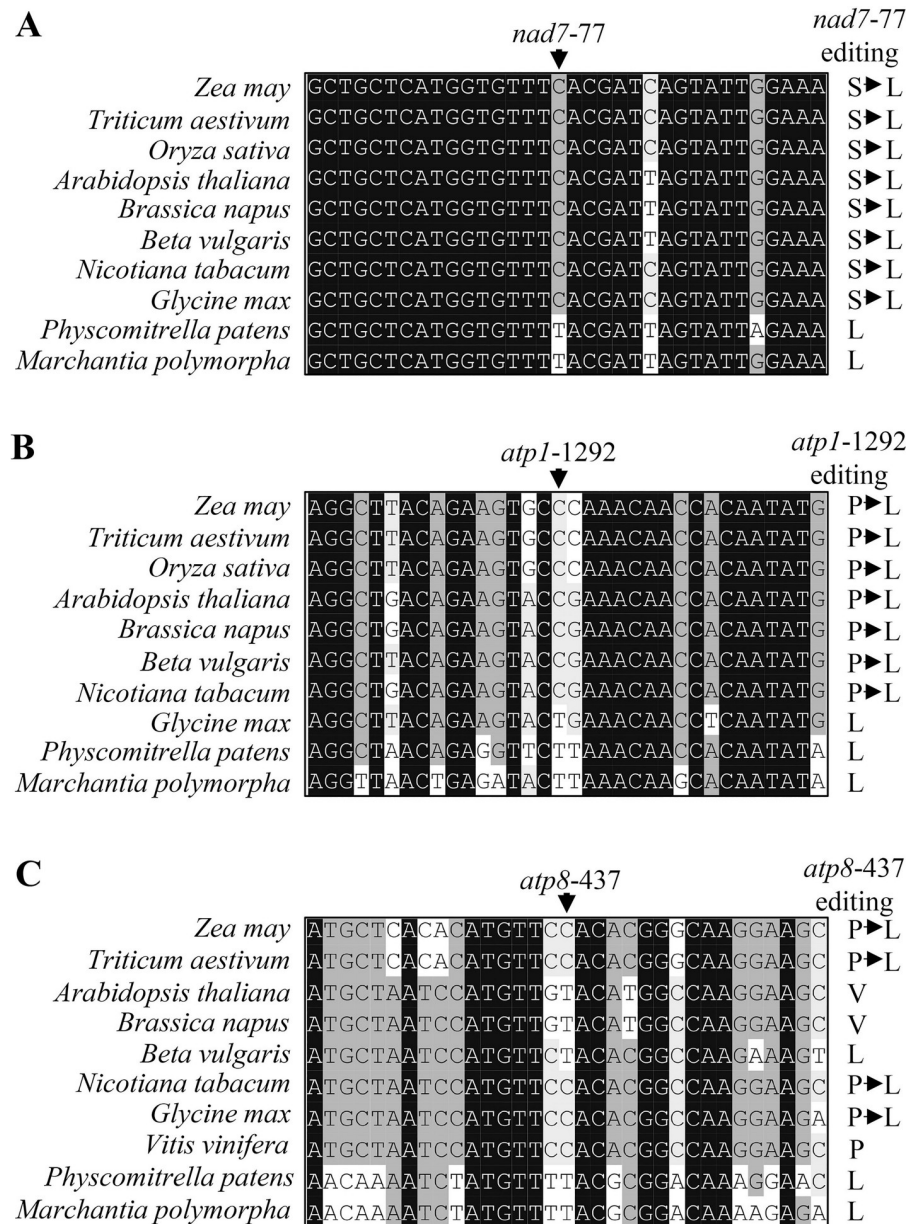 A
nad7-77
nad7-77
editing
Zea may GCTGCTCATGGTGTTTCACGATCAGTATTGGAAA S▶L
Triticum aestivum GCTGCTCATGGTGTTTCACGATCAGTATTGGAAA S▶L
Oryza sativa GCTGCTCATGGTGTTTCACGATCAGTATTGGAAA S▶L
Arabidopsis thaliana GCTGCTCATGGTGTTTCACGATTAGTATTGGAAA S▶L
Brassica napus GCTGCTCATGGTGTTTCACGATTAGTATTGGAAA S▶L
Beta vulgaris GCTGCTCATGGTGTTTCACGATTAGTATTGGAAA S▶L
Nicotiana tabacum GCTGCTCATGGTGTTTCACGATCAGTATTGGAAA S▶L
Glycine max GCTGCTCATGGTGTTTCACGATCAGTATTGGAAA S▶L
Physcomitrella patens GCTGCTCATGGTGTTTTACGATTAGTATTAGAAA L
Marchantia polymorpha GCTGCTCATGGTGTTTTACGATTAGTATTGGAAA L
B
atp1-1292
atp1-1292
editing
Zea may AGGCTTACAGAAGTGCCCAAACAACCACAATATG P▶L
Triticum aestivum AGGCTTACAGAAGTGCCCAAACAACCACAATATG P▶L
Oryza sativa AGGCTTACAGAAGTGCCCAAACAACCACAATATG P▶L
Arabidopsis thaliana AGGCTGACAGAAGTACCGAAACAACCACAATATG P▶L
Brassica napus AGGCTGACAGAAGTACCGAAACAACCACAATATG P▶L
Beta vulgaris AGGCTTACAGAAGTACCGAAACAACCACAATATG P▶L
Nicotiana tabacum AGGCTGACAGAAGTACCGAAACAACCACAATATG P▶L
Glycine max AGGCTTACAGAAGTACTGAAACAACCTCAATATG L
Physcomitrella patens AGGCTAACAGAGGTTCTTAAACAACCACAATATA L
Marchantia polymorpha AGGTTAACTGAGATACTTAAACAAGCACAATATA L
C
atp8-437
atp8-437
editing
Zea may ATGCTCACACATGTTCCACACGGGCAAGGAAGC P▶L
Triticum aestivum ATGCTCACACATGTTCCACACGGGCAAGGAAGC P▶L
Arabidopsis thaliana ATGCTAATCCATGTTGTACATGGCCAAGGAAGC V
Brassica napus ATGCTAATCCATGTTGTACATGGCCAAGGAAGC V
Beta vulgaris ATGCTAATCCATGTTCTACACGGCCAAGAAAGT L
Nicotiana tabacum ATGCTAATCCATGTTCCACACGGCCAAGGAAGC P▶L
Glycine max ATGCTAATCCATGTTCCACACGGCCAAGGAAGA P▶L
Vitis vinifera ATGCTAATCCATGTTCCACACGGCCAAGGAAGC P
Physcomitrella patens AACAAAATCTATGTTTTACGCGGACAAAGGAAC L
Marchantia polymorpha AACAAAATCTATGTTTTACGCGGACAAAAGAGA L